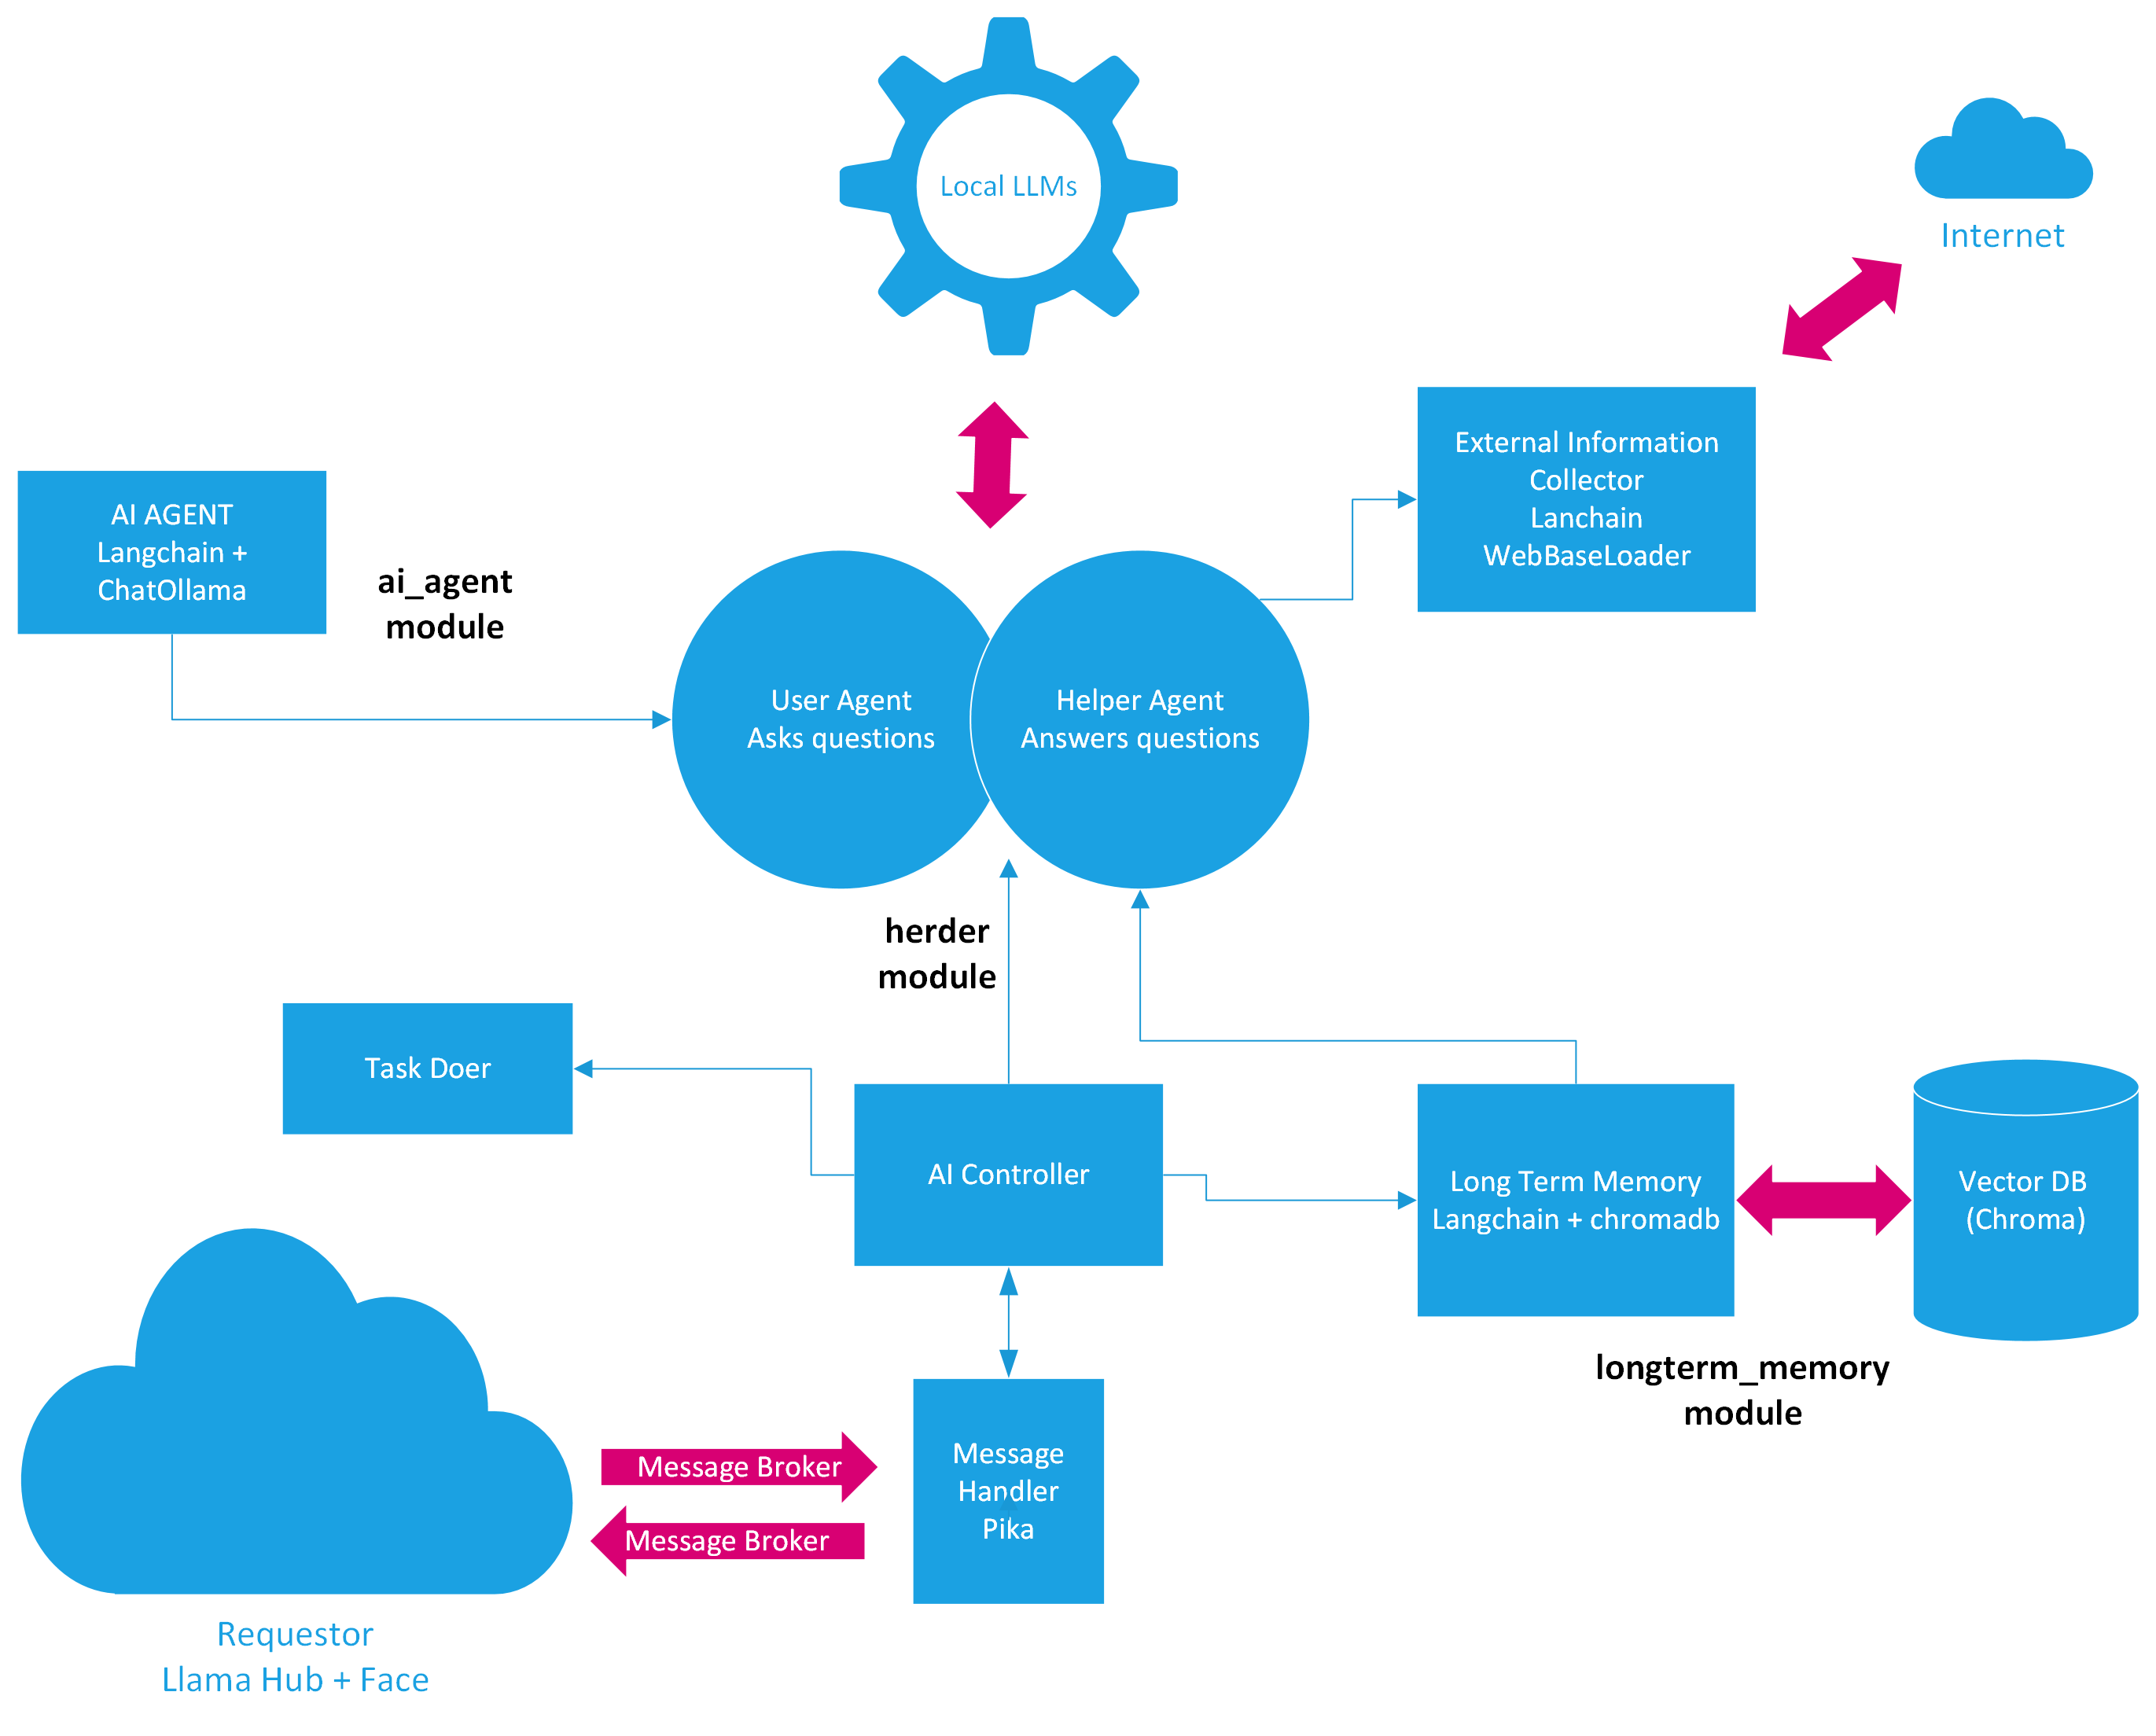 Local LLMs
Internet
External Information
Collector
Lanchain
WebBaseLoader
AI AGENT
Langchain +
ChatOllama
ai_agent
module
User Agent
Asks questions
Helper Agent
Answers questions
herder
module
Task Doer
AI Controller
Long Term Memory
Langchain + chromadb
Vector DB
(Chroma)
longterm_memory
module
Message Broker
Message Broker
Message
Handler
Pika
Requestor
Llama Hub + Face